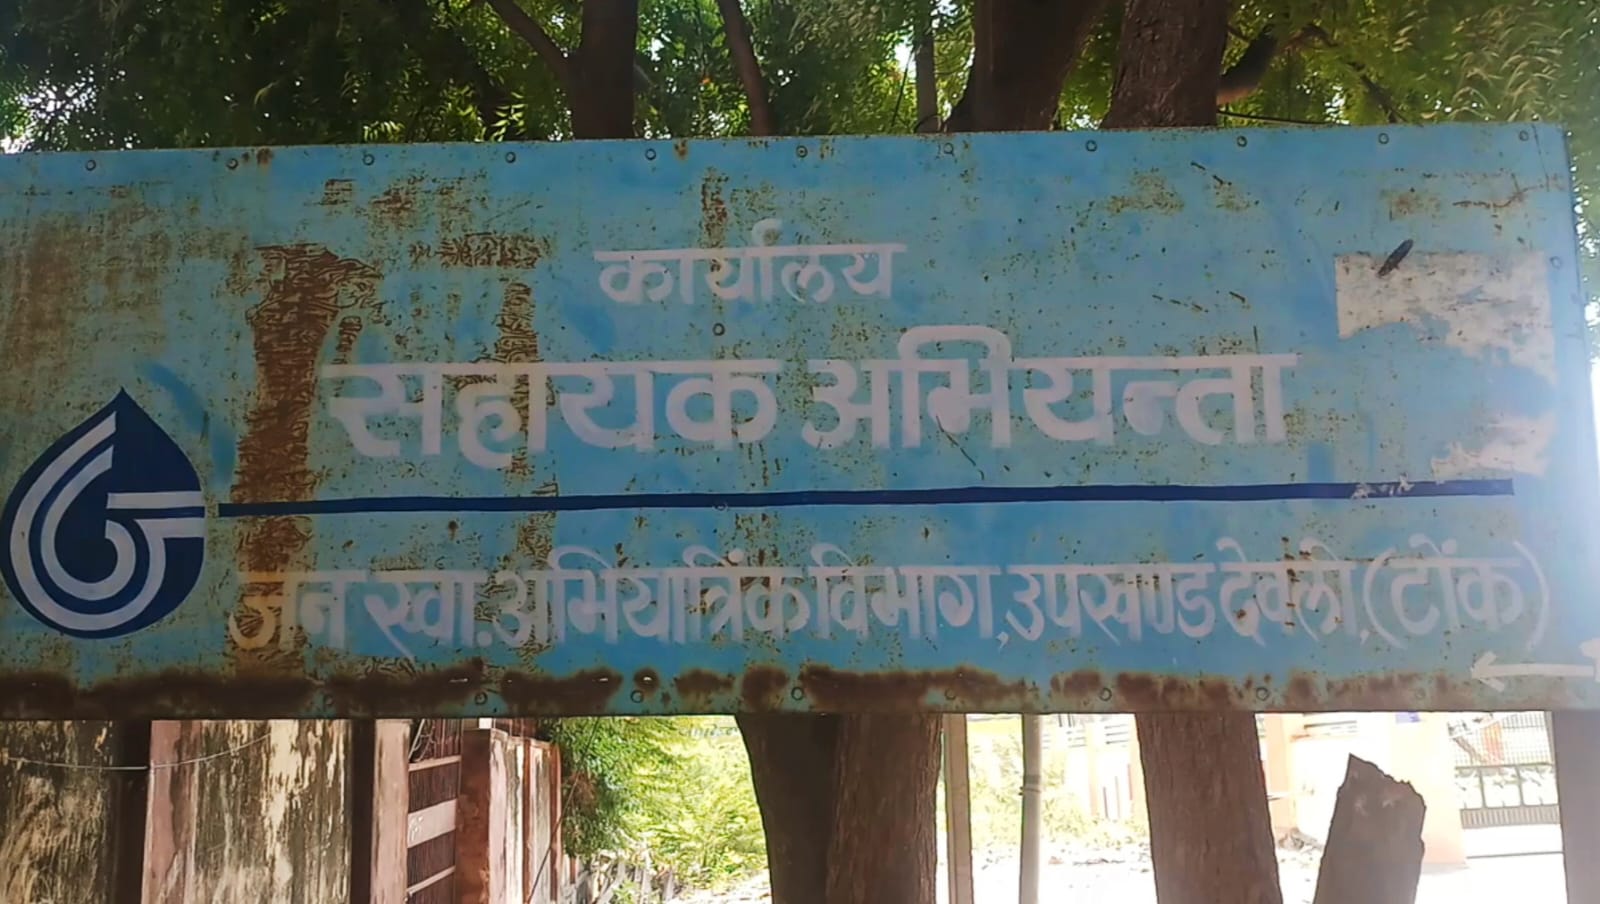 कार्यालय
सहायक अभियन्ता
जन स्वा. अभियात्रिंक विभाग, उपखण्ड देवली, (टोंक)